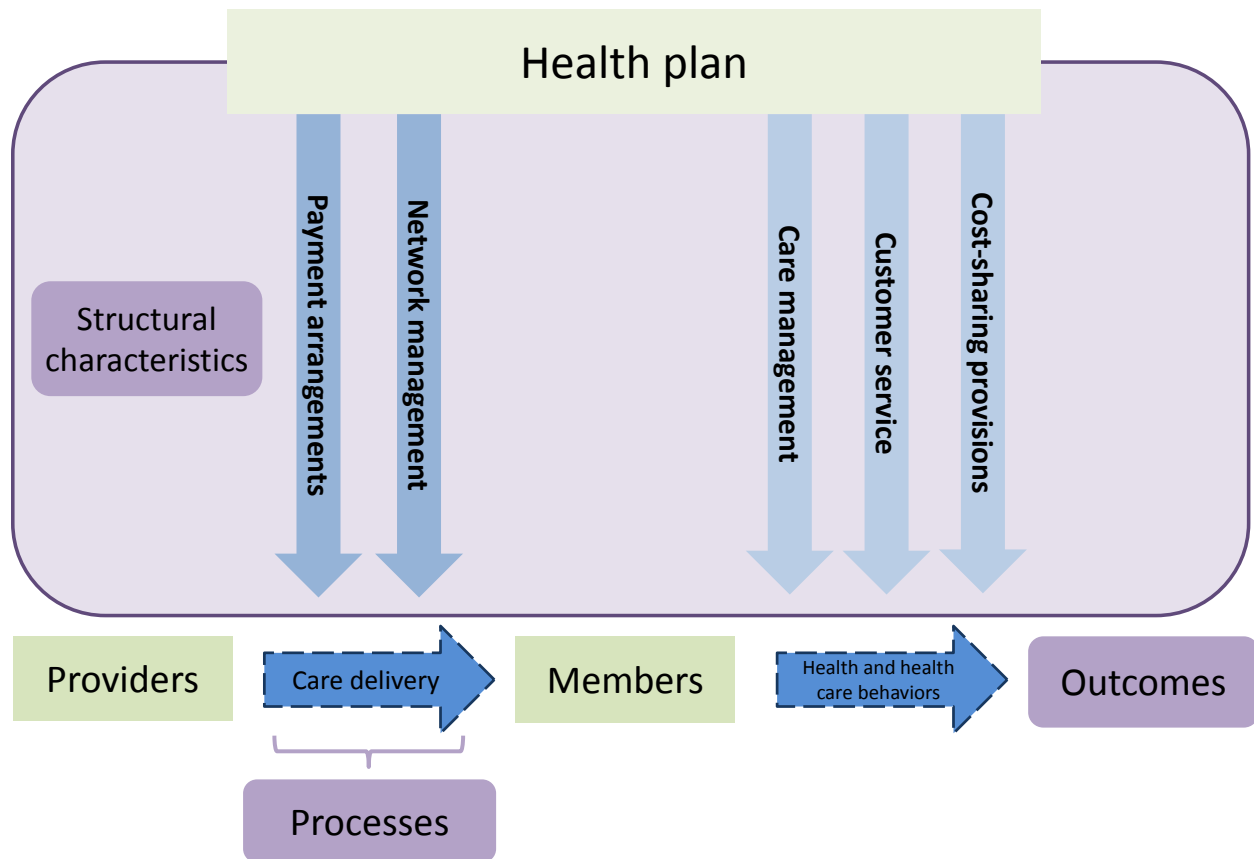 Health plan
Payment arrangements
Network management
Care management
Customer service
Cost-sharing provisions
Structural
characteristics
Providers
Care delivery
Members
Health and health
care behaviors
Outcomes
Processes